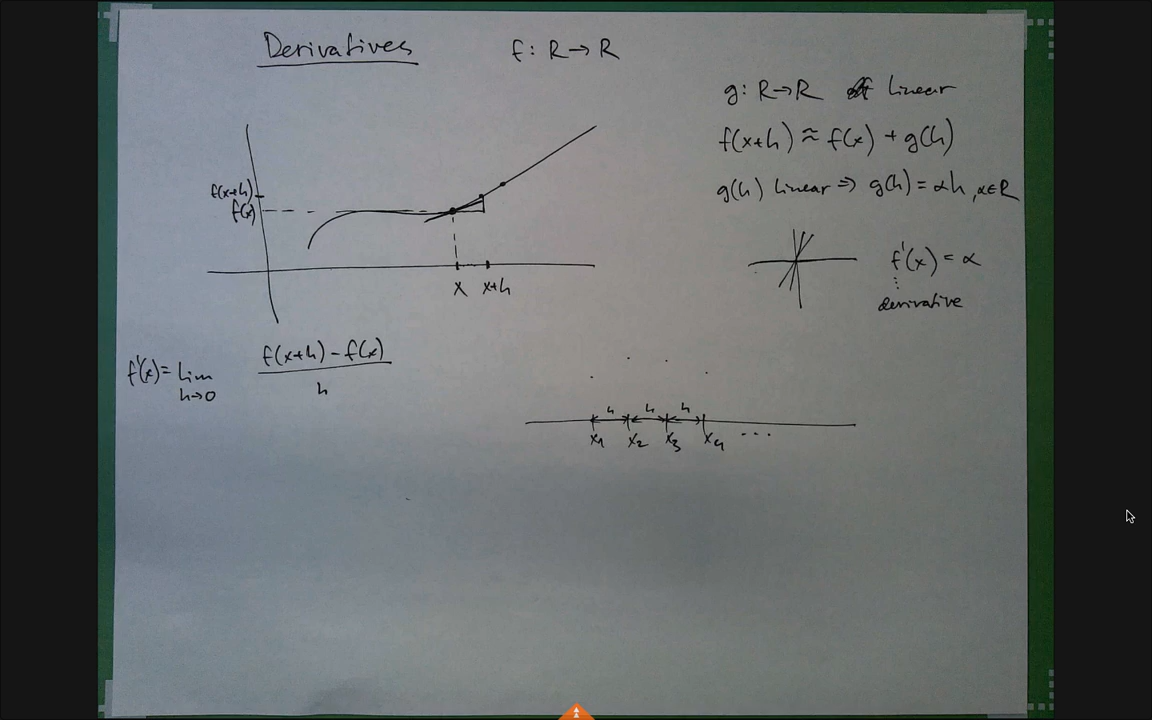 Derivatives
f: R→R
g: R→R linear
f(x+h) ≈ f(x) + g(h)
g(h) linear ⇒ g(h) = αh, α∈R
f(x+h)
f(x)
x x+h
f'(x) = α
derivative
f'(x) = lim h→0 f(x+h) - f(x) / h
h h h
x1 x2 x3 x4 ...